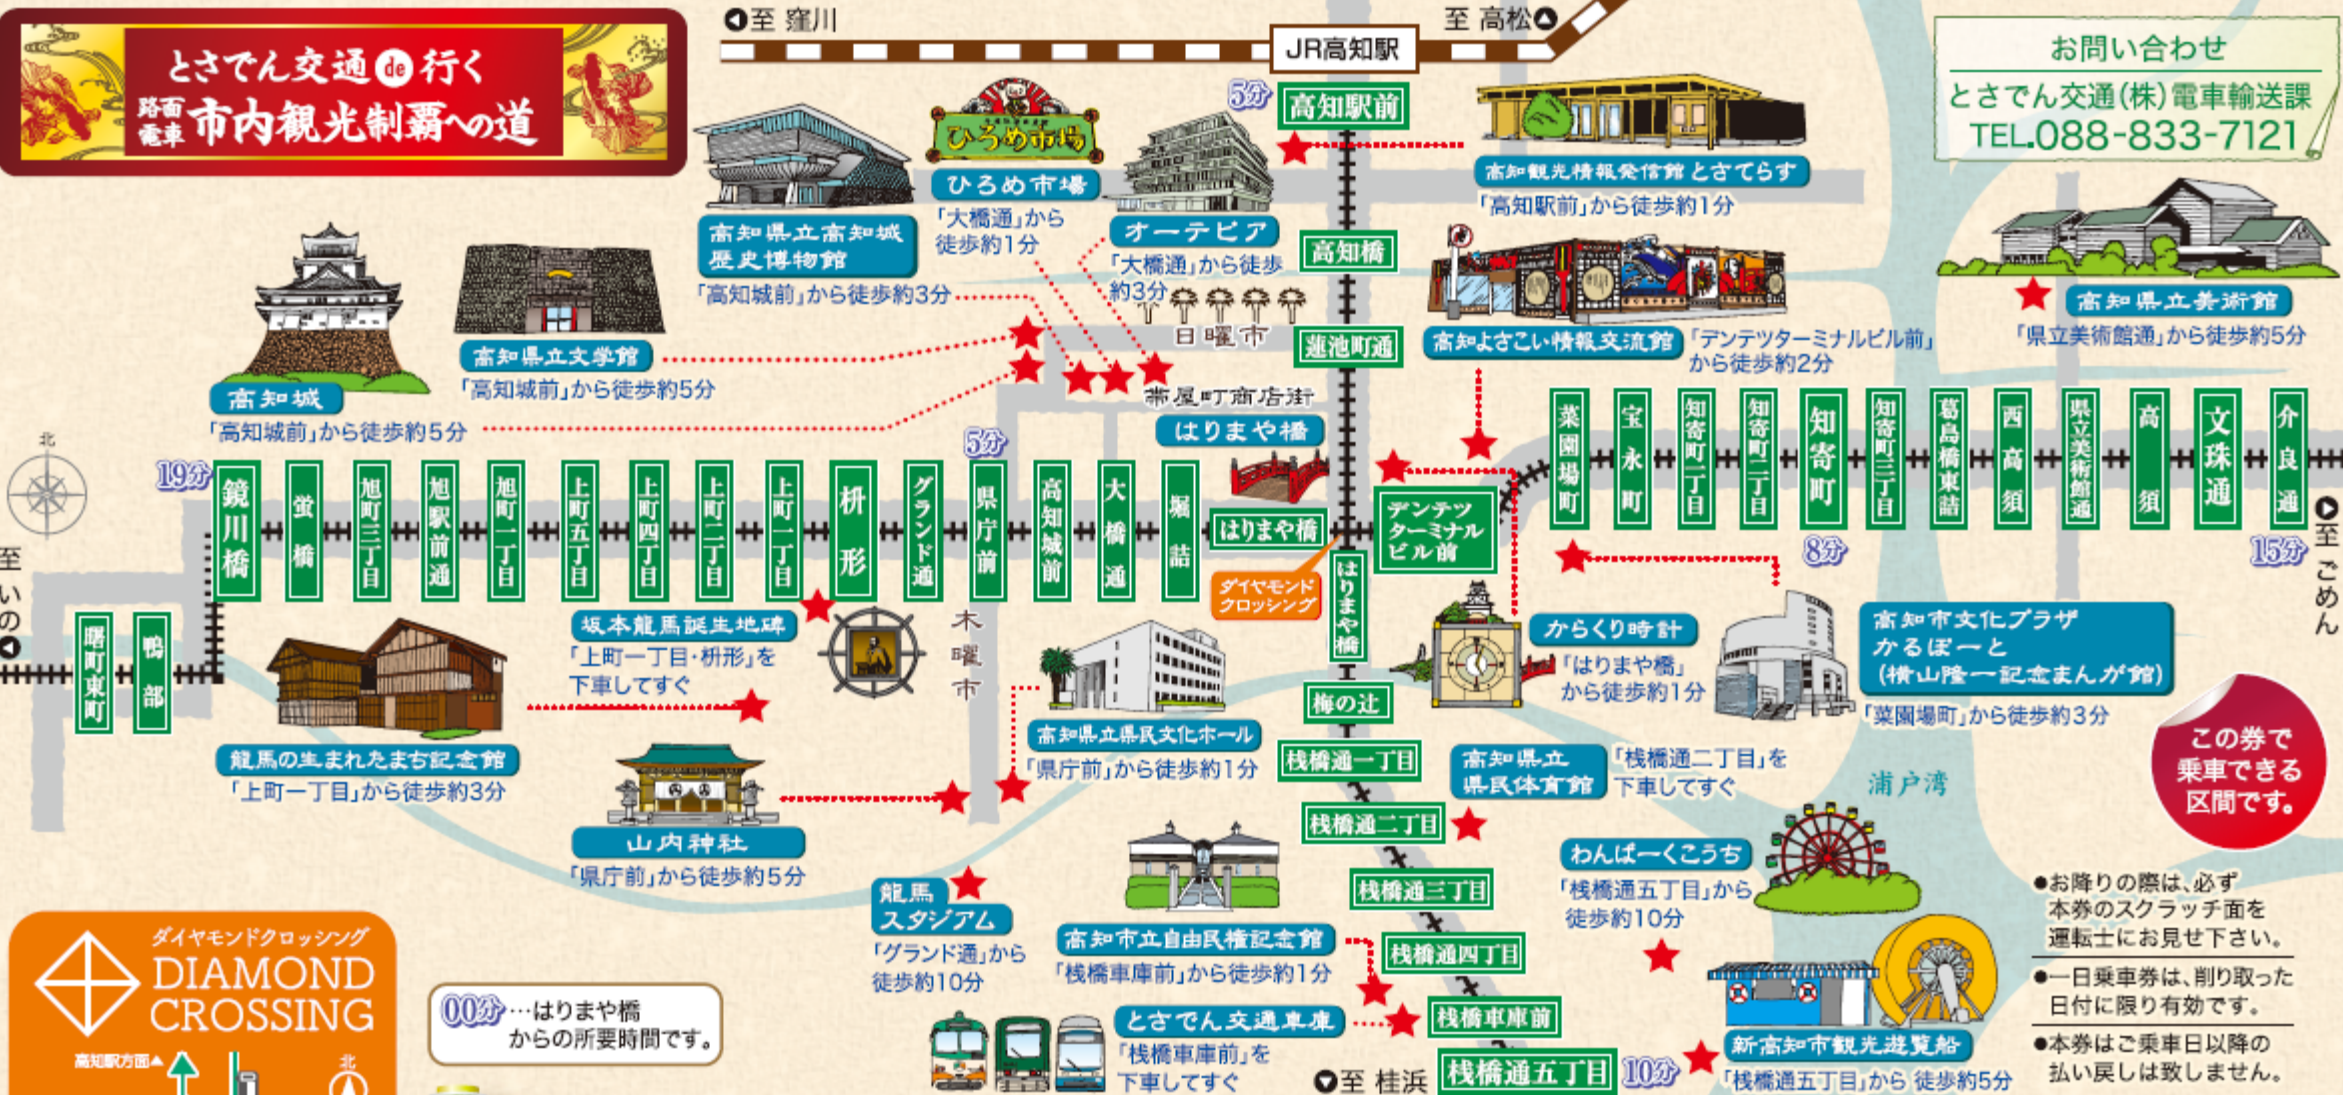 とさでん交通 de 行く
路面電車 市内観光制覇への道
至 窪川
至 高松
JR高知駅
お問い合わせ
とさでん交通(株)電車輸送課
TEL.088-833-7121
5分
高知駅前
高知観光情報発信館 とさてらす
「高知駅前」から徒歩約1分
ひろめ市場
ひろめ市場
「大橋通」から
徒歩約1分
オーテピア
「大橋通」から徒歩
約3分
高知県立高知城
歴史博物館
「高知城前」から徒歩約3分
高知橋
高知県立文学館
「高知城前」から徒歩約5分
高知城
「高知城前」から徒歩約5分
日曜市
蓮池町通
高知よさこい情報交流館
「デンテツターミナルビル前」
から徒歩約2分
高知県立美術館
「県立美術館通」から徒歩約5分
帯屋町商店街
はりまや橋
北
19分
鏡川橋
蛍橋
旭町三丁目
旭駅前通
旭町一丁目
上町五丁目
上町四丁目
上町二丁目
上町一丁目
枡形
グランド通
5分
県庁前
高知城前
大橋通
堀詰
はりまや橋
デンテツ
ターミナル
ビル前
菜園場町
宝永町
知寄町一丁目
知寄町二丁目
知寄町
知寄町三丁目
葛島橋東詰
西高須
県立美術館通
高須
文珠通
介良通
8分
15分
至 ごめん
至 いの
曙町東町
鴨部
ダイヤモンド
クロッシング
はりまや橋
坂本龍馬誕生地碑
「上町一丁目・枡形」を
下車してすぐ
木曜市
龍馬の生まれたまち記念館
「上町一丁目」から徒歩約3分
山内神社
「県庁前」から徒歩約5分
高知県立県民文化ホール
「県庁前」から徒歩約1分
からくり時計
「はりまや橋」
から徒歩約1分
高知市文化プラザ
かるぽーと
(横山隆一記念まんが館)
「菜園場町」から徒歩約3分
梅の辻
桟橋通一丁目
高知県立
県民体育館
「桟橋通二丁目」を
下車してすぐ
桟橋通二丁目
浦戸湾
この券で
乗車できる
区間です。
桟橋通三丁目
わんぱーくこうち
「桟橋通五丁目」から
徒歩約10分
龍馬
スタジアム
「グランド通」から
徒歩約10分
高知市立自由民権記念館
「桟橋車庫前」から徒歩約1分
桟橋通四丁目
とさでん交通車庫
「桟橋車庫前」を
下車してすぐ
桟橋車庫前
至 桂浜
桟橋通五丁目
10分
新高知市観光遊覧船
「桟橋通五丁目」から 徒歩約5分
●お降りの際は、必ず
本券のスクラッチ面を
運転士にお見せ下さい。
●一日乗車券は、削り取った
日付に限り有効です。
●本券はご乗車日以降の
払い戻しは致しません。
ダイヤモンドクロッシング
DIAMOND
CROSSING
高知駅方面▲
北
00分…はりまや橋
からの所要時間です。